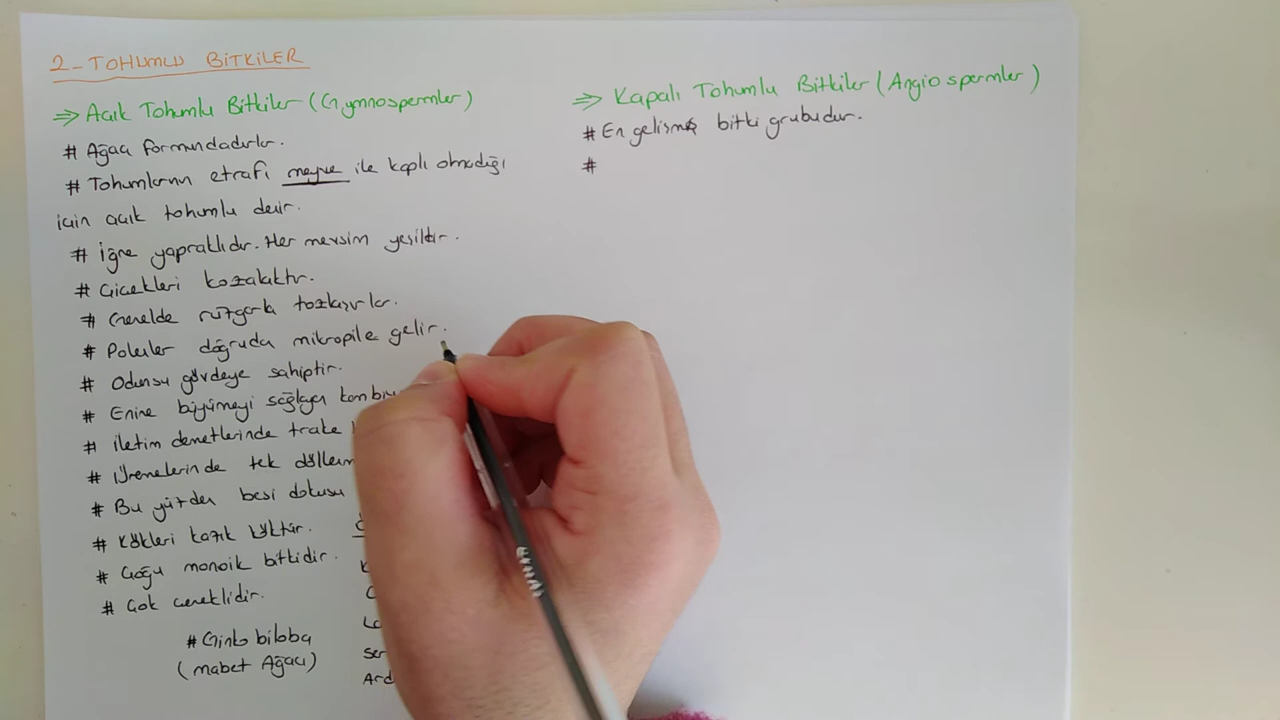 2- TOHUMLU BİTKİLER
⇒ Açık Tohumlu Bitkiler (Gymnospermler)
# Ağaç formundadırlar.
# Tohumlarının etrafı meyve ile kaplı olmadığı
için açık tohumlu denir.
# İğne yapraklıdır. Her mevsim yeşildir.
# Çiçekleri kozalaktır.
# Genelde rüzgarla tozlaşırlar.
# Polenler doğrudan mikropile gelir.
# Odunsu gövdeye sahiptir.
# Enine büyümeyi sağlayan
# İletim demetlerinde trake
# Üremelerinde tek
# Bu yüzden besi dokusu
# Kökleri kazık köktür.
# Çoğu monoik bitkidir.
# Çok çeneklidir.
# Ginko biloba
(mabet Ağacı)
⇒ Kapalı Tohumlu Bitkiler (Angiospermler)
# En gelişmiş bitki grubudur.
#